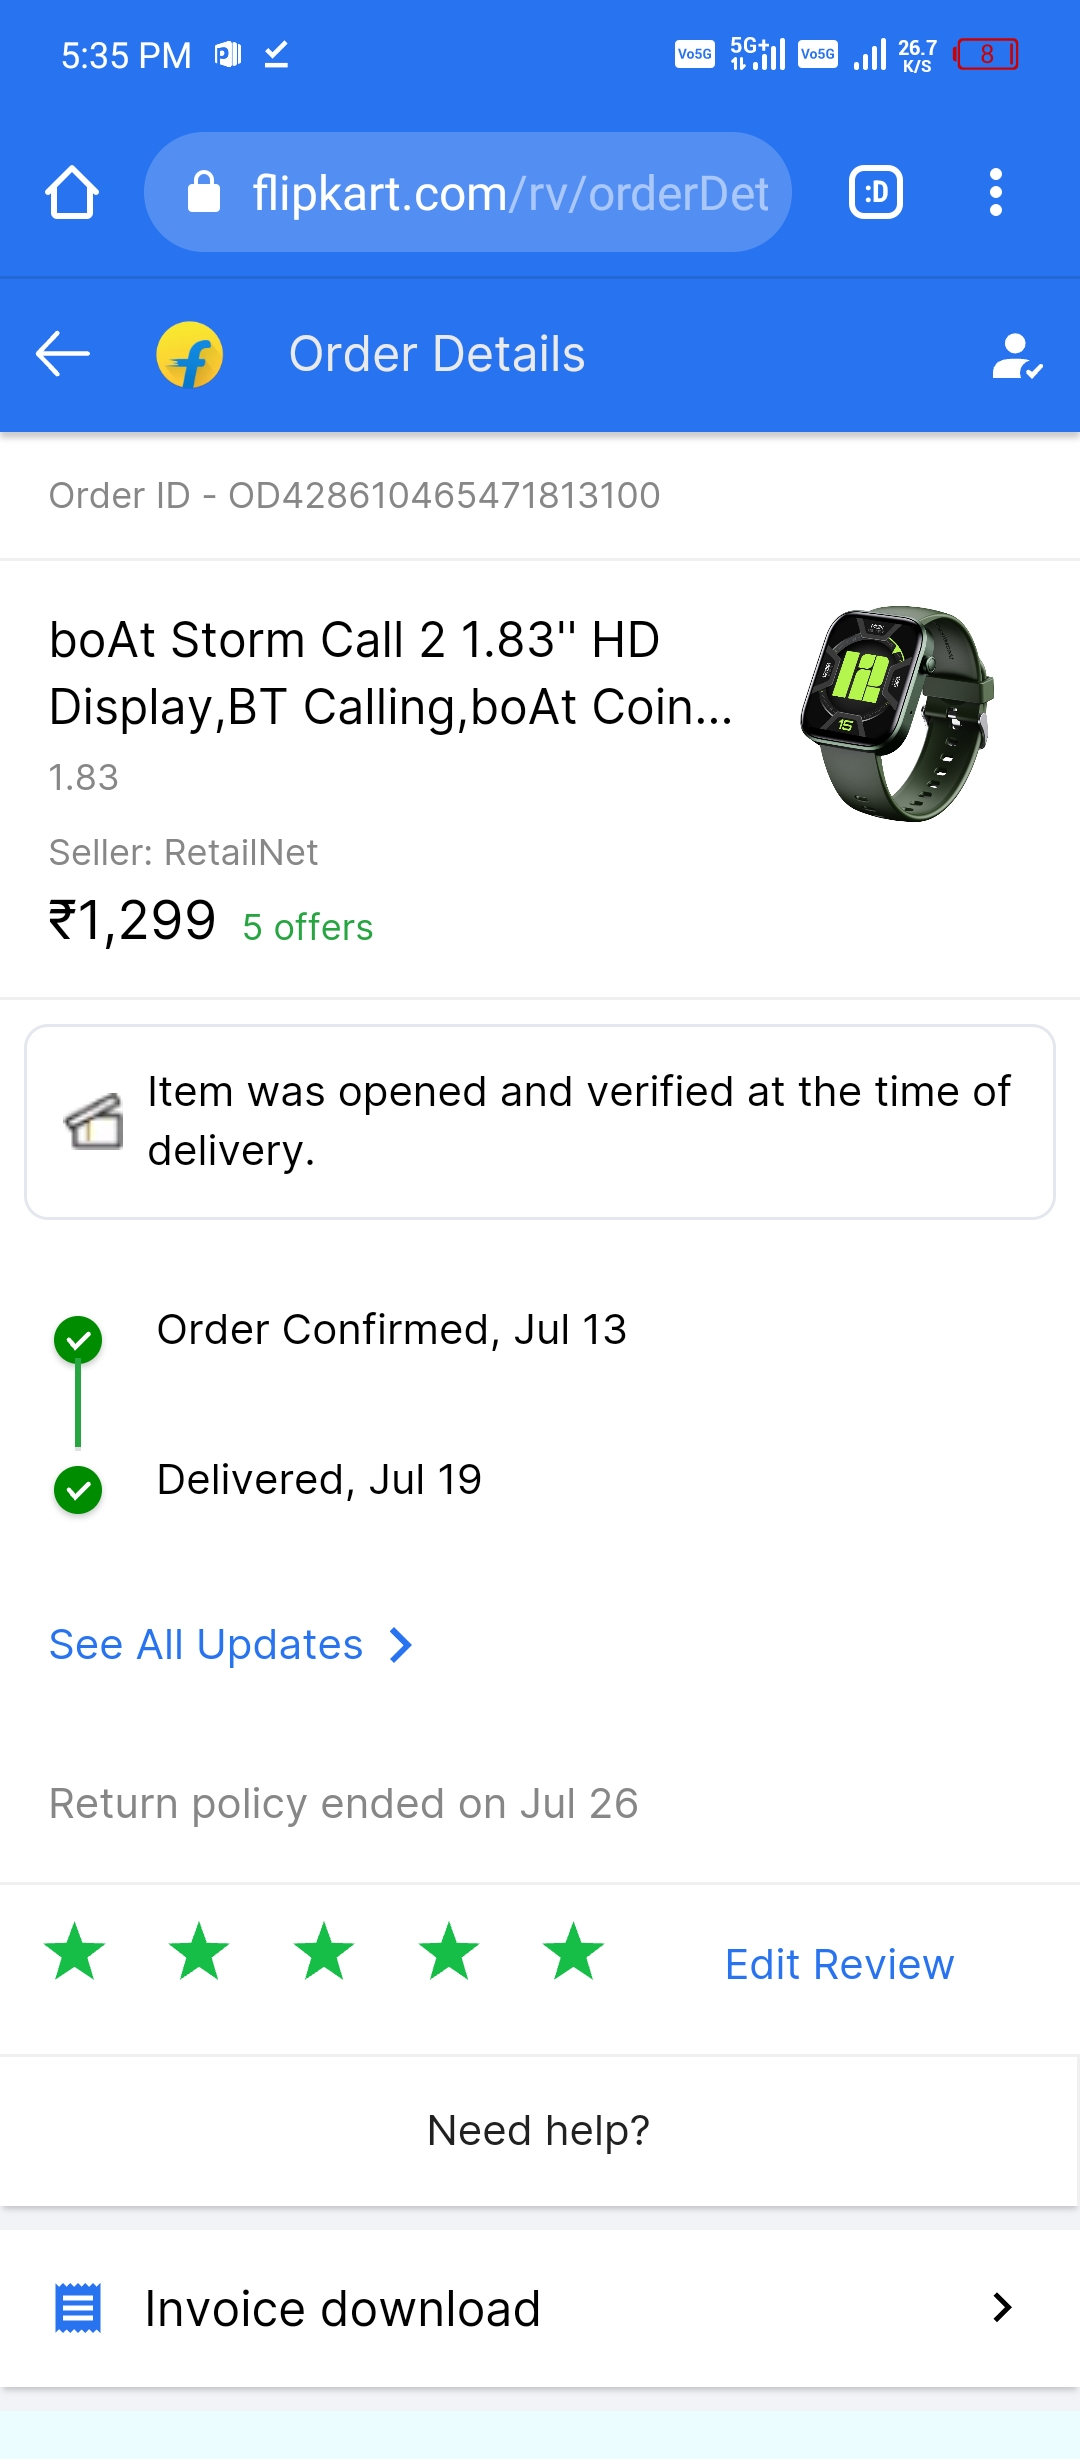 5:35 PM
Vo5G 5G+ Vo5G 26.7 K/S 8
flipkart.com/rv/orderDet
:D
Order Details
Order ID - OD428610465471813100
boAt Storm Call 2 1.83'' HD
Display,BT Calling,boAt Coin...
1.83
Seller: RetailNet
₹1,299 5 offers
Item was opened and verified at the time of
delivery.
Order Confirmed, Jul 13
Delivered, Jul 19
See All Updates
Return policy ended on Jul 26
Edit Review
Need help?
Invoice download